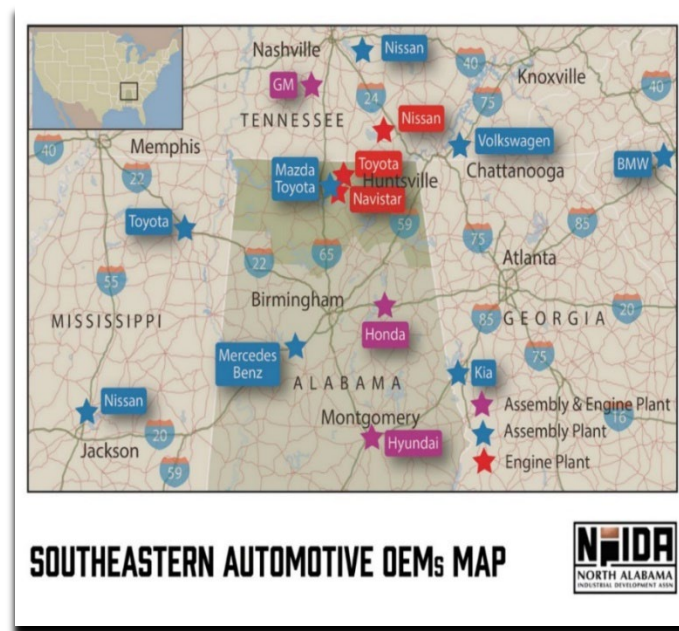 Nashville
Nissan
40
Knoxville
GM
24
75
40
TENNESSEE
Nissan
Volkswagen
40
Memphis
Chattanooga
BMW
22
Mazda
Toyota
Toyota
Huntsville
Navistar
Toyota
59
85
75
22
65
Atlanta
55
Birmingham
20
MISSISSIPPI
85
GEORGIA
Honda
Mercedes
Benz
75
Kia
ALABAMA
Nissan
Assembly & Engine Plant
16
Montgomery
Assembly Plant
20
Jackson
Hyundai
59
Engine Plant
SOUTHEASTERN AUTOMOTIVE OEMs MAP
NAIDA
NORTH ALABAMA
INDUSTRIAL DEVELOPMENT ASSN